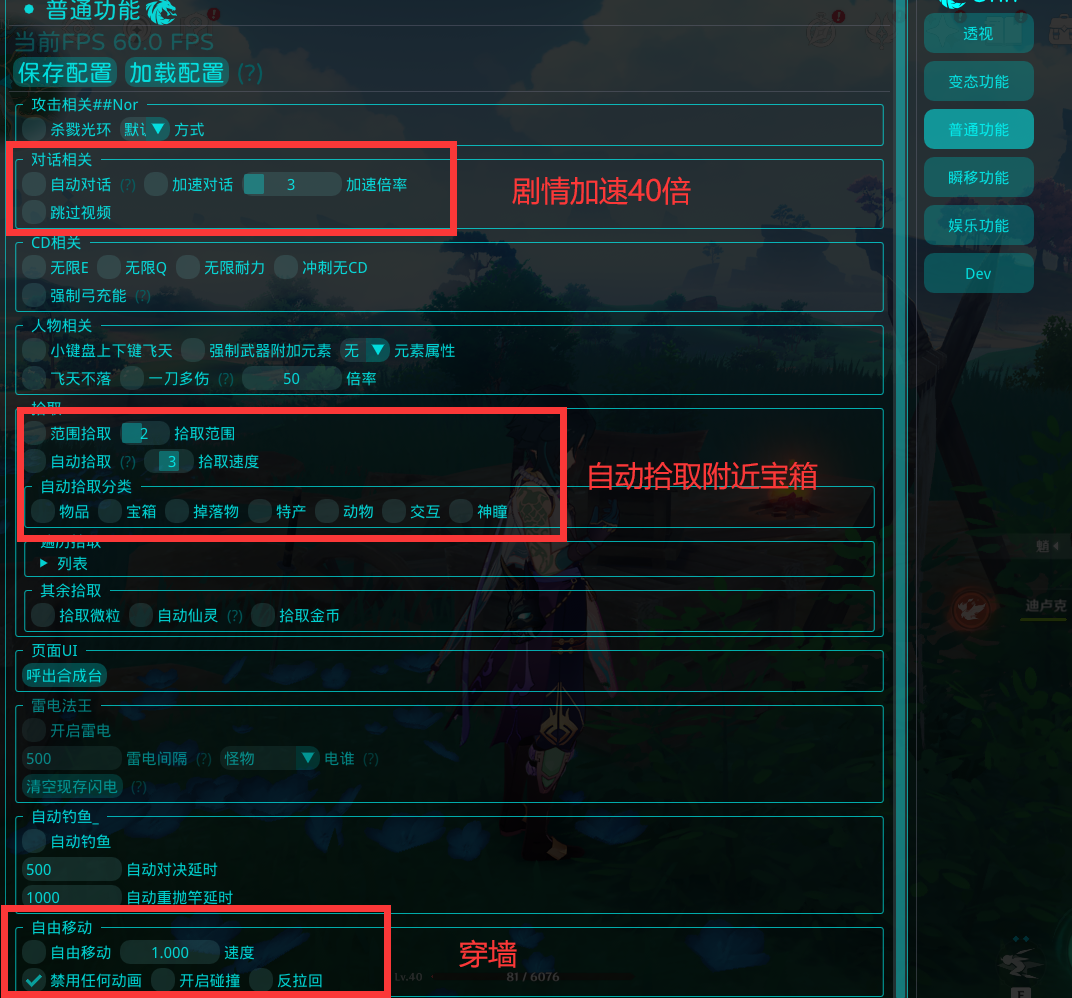 普通功能
当前FPS 60.0 FPS
保存配置 加载配置 (?)
攻击相关##Nor
杀戮光环 默认 方式
对话相关
自动对话 (?) 加速对话 3 加速倍率
跳过视频
剧情加速40倍
CD相关
无限E 无限Q 无限耐力 冲刺无CD
强制弓充能 (?)
人物相关
小键盘上下键飞天 强制武器附加元素 无 元素属性
飞天不落 一刀多伤 (?) 50 倍率
拾取
范围拾取 2 拾取范围
自动拾取 (?) 3 拾取速度
自动拾取分类
物品 宝箱 掉落物 特产 动物 交互 神瞳
自动拾取附近宝箱
遍历拾取
列表
其余拾取
拾取微粒 自动仙灵 (?) 拾取金币
页面UI
呼出合成台
雷电法王
开启雷电
500 雷电间隔 (?) 怪物 电谁 (?)
清空现存闪电 (?)
自动钓鱼_
自动钓鱼
500 自动对决延时
1000 自动重抛竿延时
自由移动
自由移动 1.000 速度
禁用任何动画 开启碰撞 反拉回
穿墙
Lv.40 81 / 6076
透视
变态功能
普通功能
瞬移功能
娱乐功能
Dev
迪卢克
E